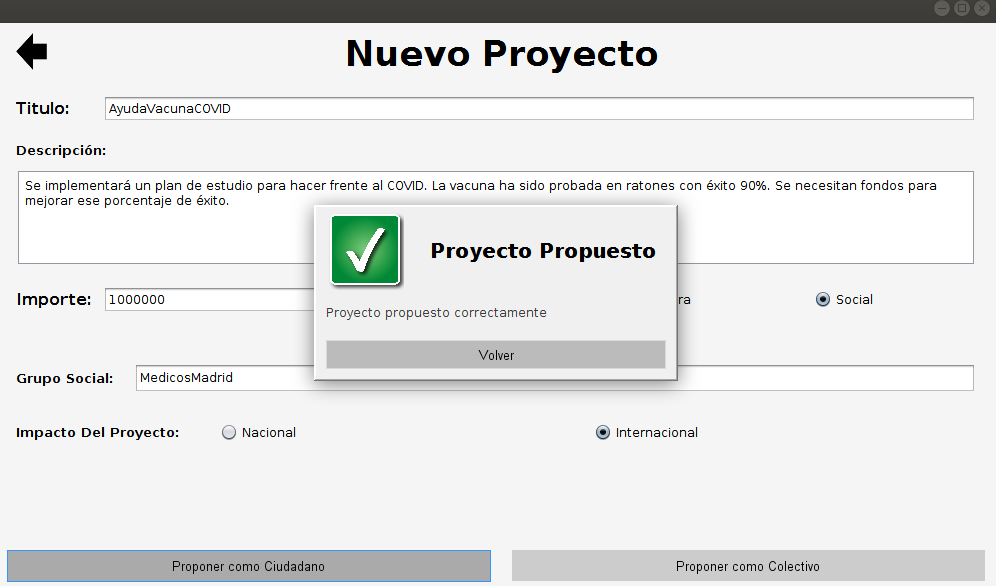 Nuevo Proyecto
Titulo: AyudaVacunaCOVID
Descripción:
Se implementará un plan de estudio para hacer frente al COVID. La vacuna ha sido probada en ratones con éxito 90%. Se necesitan fondos para
mejorar ese porcentaje de éxito.
Proyecto Propuesto
Proyecto propuesto correctamente
Volver
Importe: 1000000
Social
Grupo Social: MedicosMadrid
Impacto Del Proyecto: Nacional Internacional
Proponer como Ciudadano Proponer como Colectivo